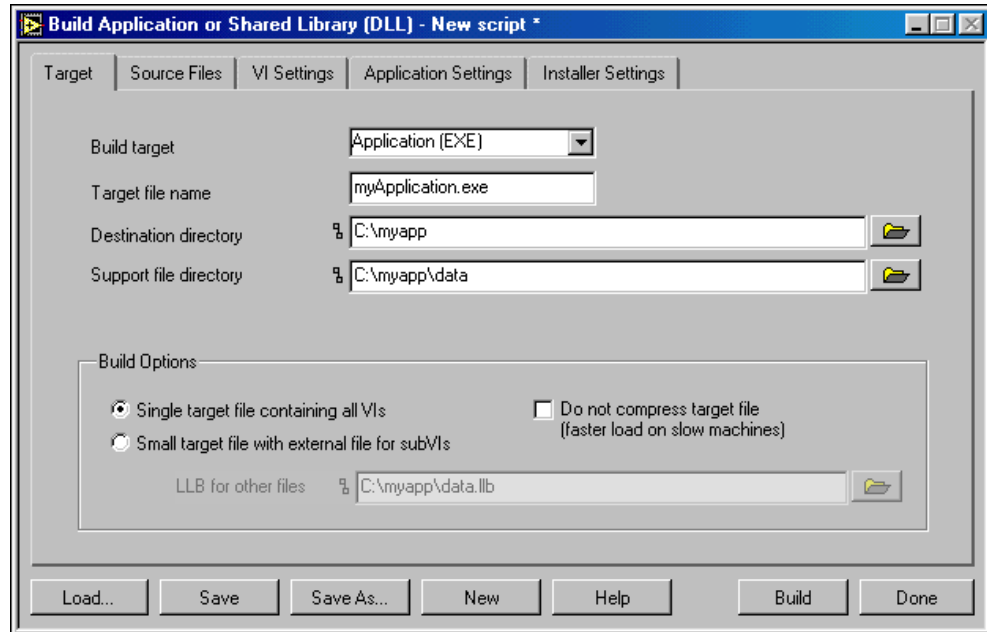 Build Application or Shared Library (DLL) - New script *
Target Source Files VI Settings Application Settings Installer Settings
Build target Application (EXE)
Target file name myApplication.exe
Destination directory C:\myapp
Support file directory C:\myapp\data
Build Options
Single target file containing all VIs Do not compress target file
(faster load on slow machines)
Small target file with external file for subVIs
LLB for other files C:\myapp\data.llb
Load... Save Save As... New Help Build Done